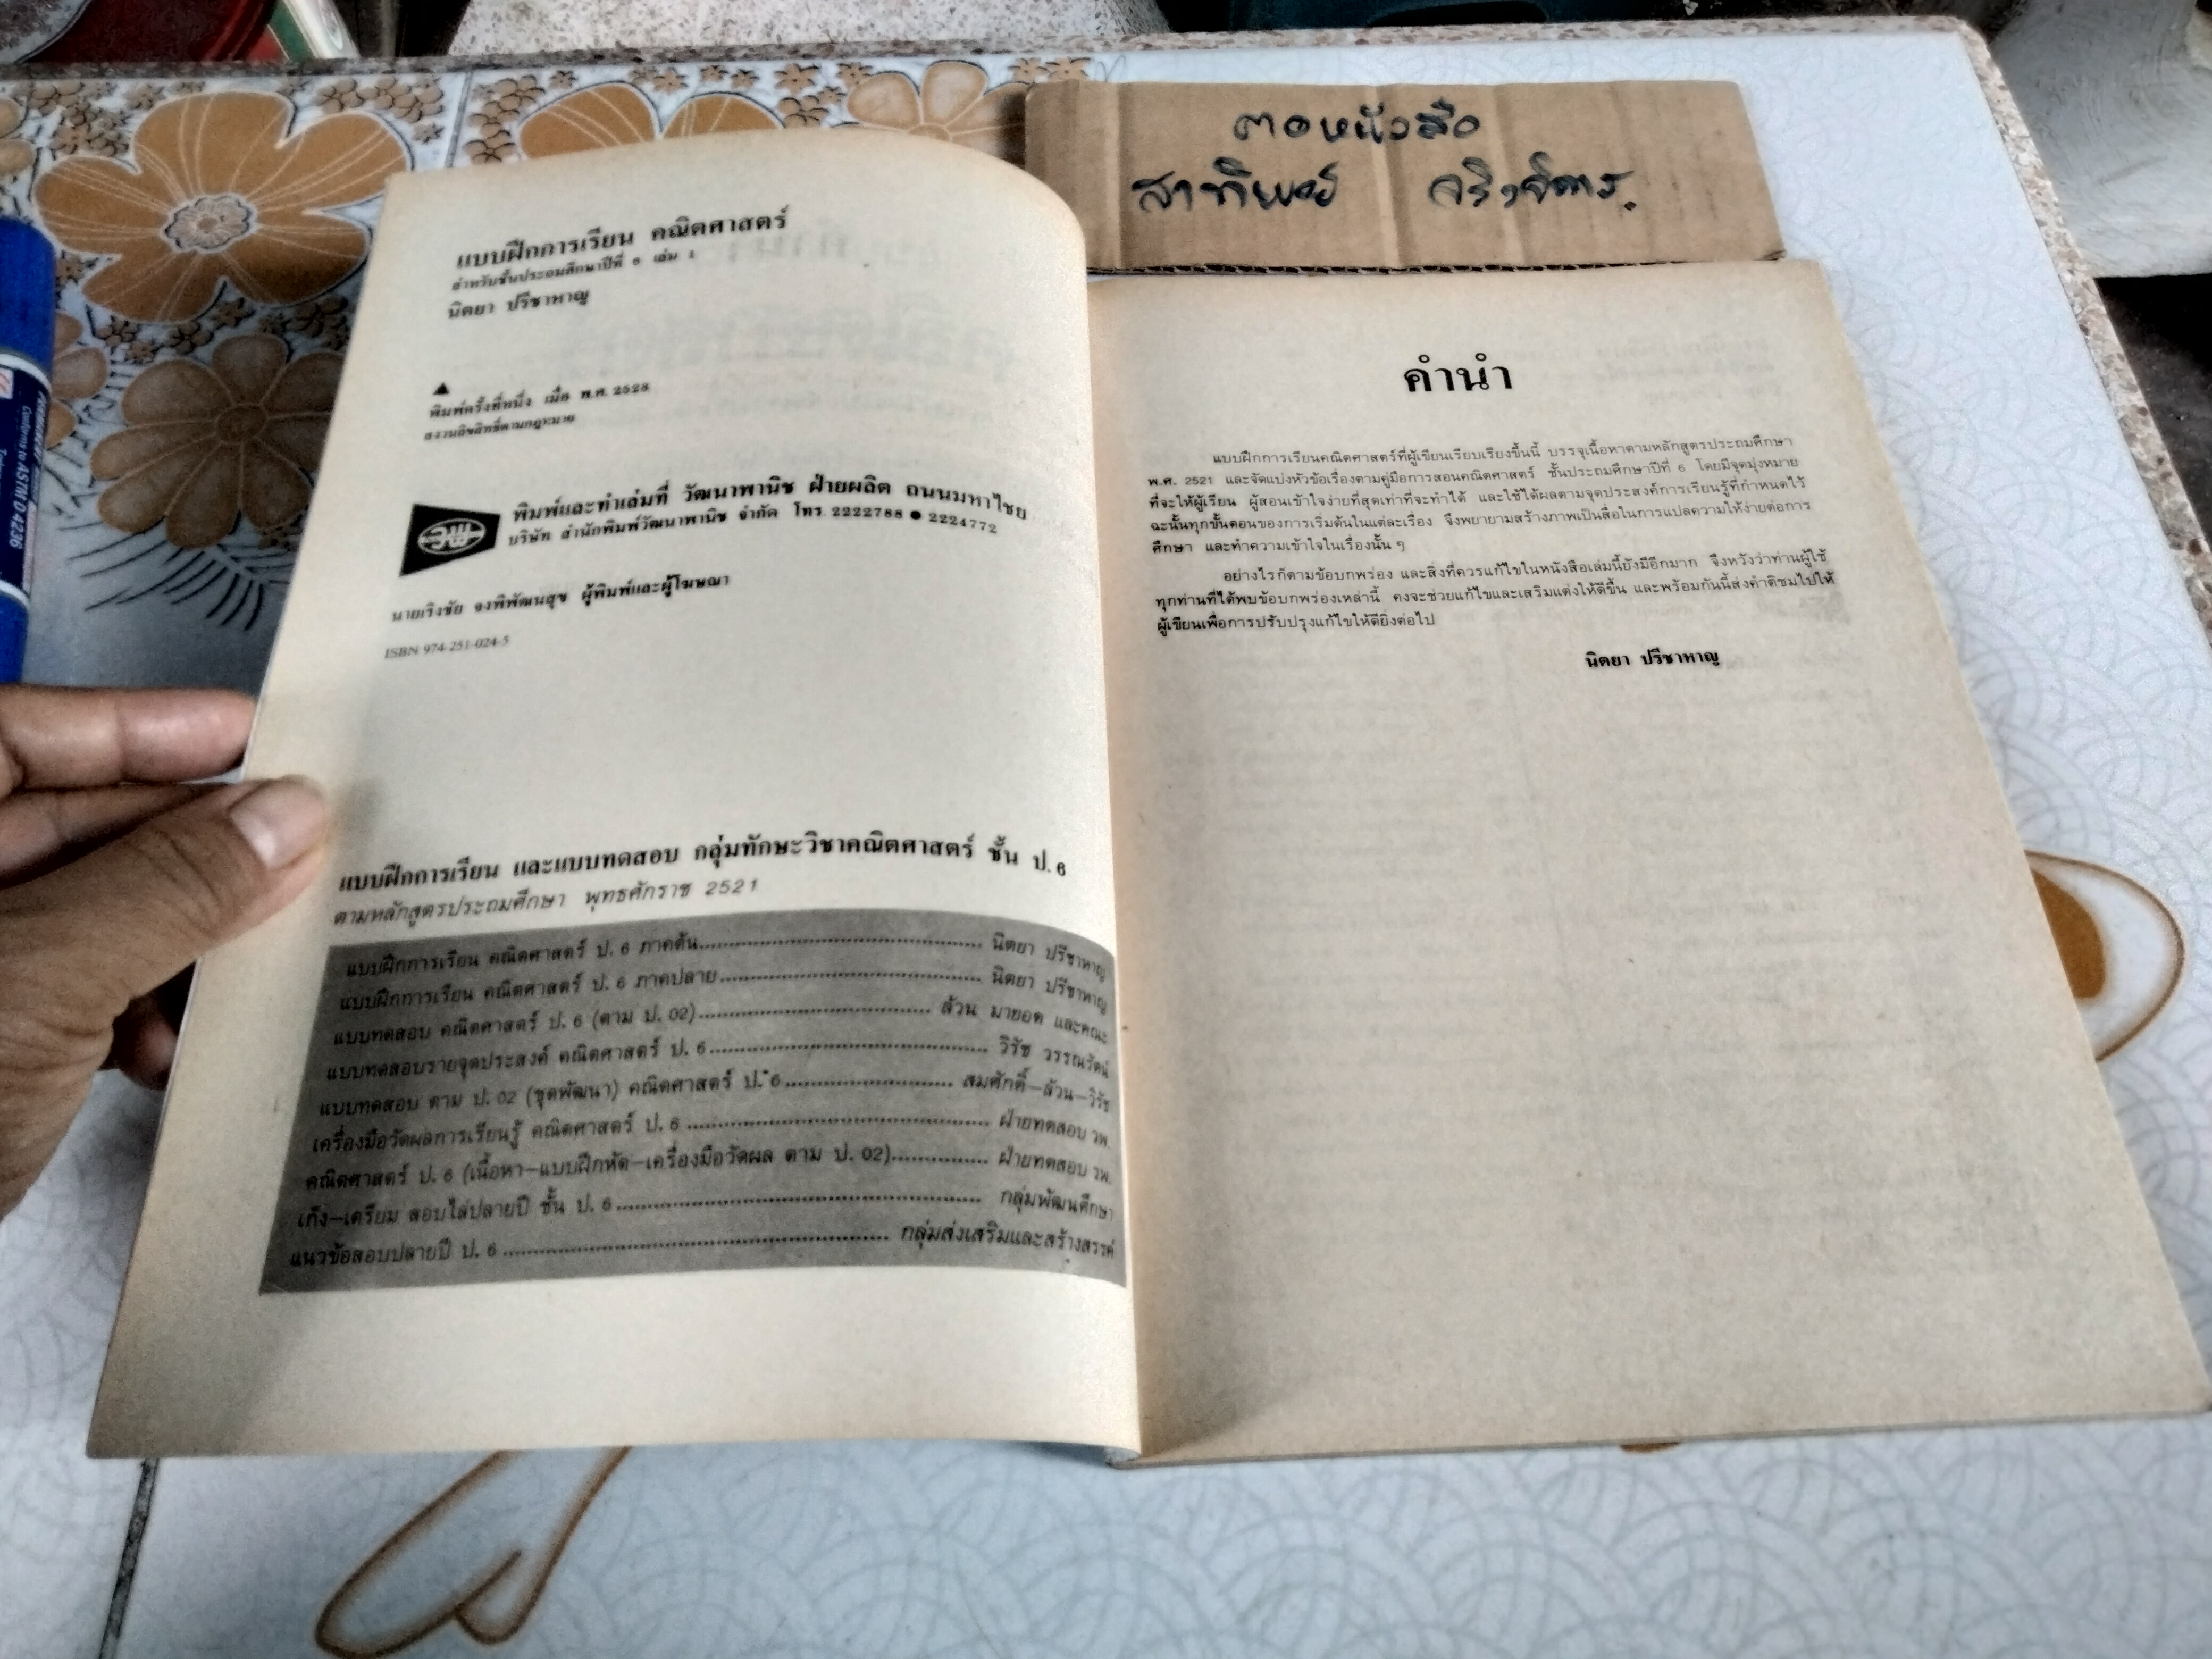 ตอหนังสือ
สาทิพย์ จริงจิตร.
แบบฝึกการเรียน คณิตศาสตร์
สำหรับชั้นประถมศึกษาปีที่ 6 เล่ม 1
นิตยา ปรีชาหาญ
พิมพ์ครั้งที่หนึ่ง เมื่อ พ.ศ. 2528
สงวนลิขสิทธิ์ตามกฎหมาย
พิมพ์และทำเล่มที่ วัฒนาพานิช ฝ่ายผลิต ถนนมหาไชย
บริษัท สำนักพิมพ์วัฒนาพานิช จำกัด โทร 2222788 ● 2224772
นายเริงชัย จงพิพัฒนสุข ผู้พิมพ์และผู้โฆษณา
ISBN 974-251-024-5
แบบฝึกการเรียน และแบบทดสอบ กลุ่มทักษะวิชาคณิตศาสตร์ ชั้น ป. 6
ตามหลักสูตรประถมศึกษา พุทธศักราช 2521
แบบฝึกการเรียน คณิตศาสตร์ ป. 6 ภาคต้น.......... นิตยา ปรีชาหาญ
แบบฝึกการเรียน คณิตศาสตร์ ป. 6 ภาคปลาย.......... นิตยา ปรีชาหาญ
แบบทดสอบ คณิตศาสตร์ ป. 6 (ตาม ป. 02).......... ล้วน มายอด และคณะ
แบบทดสอบรายจุดประสงค์ คณิตศาสตร์ ป. 6.......... วิรัช วรรณรัตน์
แบบทดสอบ ตาม ป. 02 (ชุดพัฒนา) คณิตศาสตร์ ป. 6.......... สมศักดิ์–ล้วน–วิรัช
เครื่องมือวัดผลการเรียนรู้ คณิตศาสตร์ ป. 6.......... ฝ่ายทดสอบ วพ.
คณิตศาสตร์ ป. 6 (เนื้อหา–แบบฝึกหัด–เครื่องมือวัดผล ตาม ป. 02).......... ฝ่ายทดสอบ วพ.
เก็ง–เตรียม สอบไล่ปลายปี ชั้น ป. 6.......... กลุ่มพัฒนศึกษา
แนวข้อสอบปลายปี ป. 6.......... กลุ่มส่งเสริมและสร้างสรรค์
คำนำ
แบบฝึกการเรียนคณิตศาสตร์ที่ผู้เขียนเรียบเรียงขึ้นนี้ บรรจุเนื้อหาตามหลักสูตรประถมศึกษา
พ.ศ. 2521 และจัดแบ่งหัวข้อเรื่องตามคู่มือการสอนคณิตศาสตร์ ชั้นประถมศึกษาปีที่ 6 โดยมีจุดมุ่งหมาย
ที่จะให้ผู้เรียน ผู้สอนเข้าใจง่ายที่สุดเท่าที่จะทำได้ และใช้ได้ผลตามจุดประสงค์การเรียนรู้ที่กำหนดไว้
ฉะนั้นทุกขั้นตอนของการเริ่มต้นในแต่ละเรื่อง จึงพยายามสร้างภาพเป็นสื่อในการแปลความให้ง่ายต่อการ
ศึกษา และทำความเข้าใจในเรื่องนั้น ๆ
อย่างไรก็ตามข้อบกพร่อง และสิ่งที่ควรแก้ไขในหนังสือเล่มนี้ยังมีอีกมาก จึงหวังว่าท่านผู้ใช้
ทุกท่านที่ได้พบข้อบกพร่องเหล่านี้ คงจะช่วยแก้ไขและเสริมแต่งให้ดีขึ้น และพร้อมกันนี้ส่งคำติชมไปให้
ผู้เขียนเพื่อการปรับปรุงแก้ไขให้ดียิ่งต่อไป
นิตยา ปรีชาหาญ
Conforms to ASTM D 4236